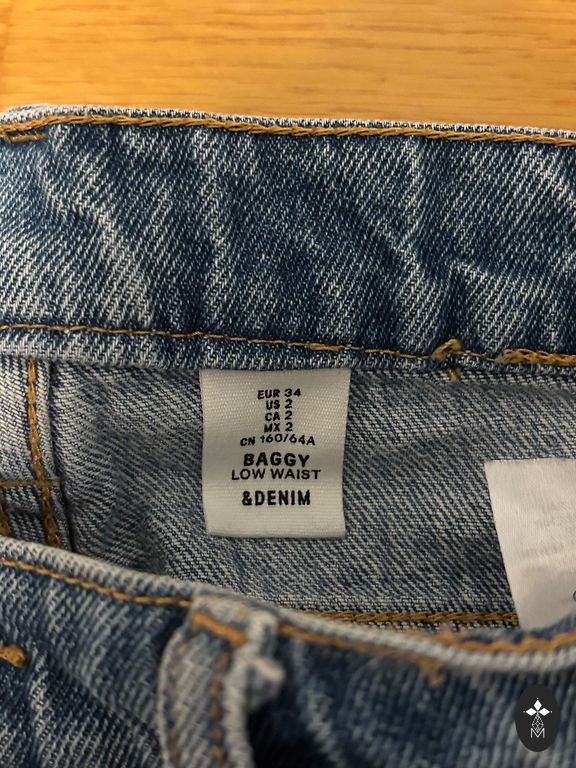 EUR 34
US 2
CA 2
MX 2
CN 160/64A
BAGGY
LOW WAIST
&DENIM
M